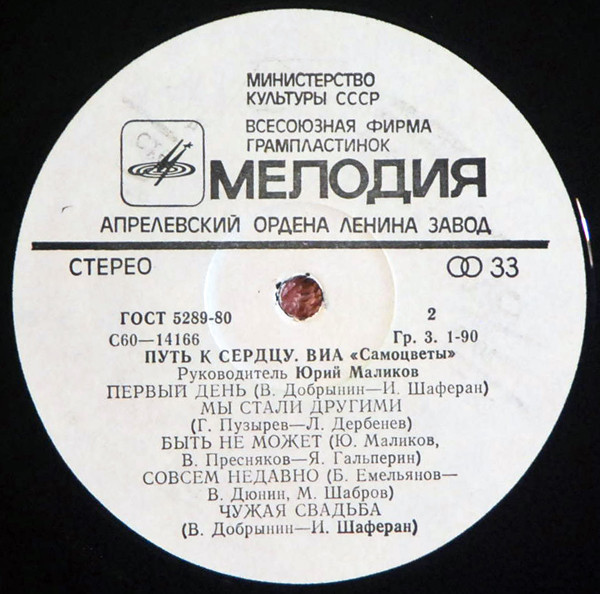 МИНИСТЕРСТВО
КУЛЬТУРЫ СССР
ВСЕСОЮЗНАЯ ФИРМА
ГРАМПЛАСТИНОК
МЕЛОДИЯ
АПРЕЛЕВСКИЙ ОРДЕНА ЛЕНИНА ЗАВОД
СТЕРЕО 33
ГОСТ 5289-80 2
С60—14166 Гр. 3. 1-90
ПУТЬ К СЕРДЦУ. ВИА «Самоцветы»
Руководитель Юрий Маликов
ПЕРВЫЙ ДЕНЬ (В. Добрынин—И. Шаферан)
МЫ СТАЛИ ДРУГИМИ
(Г. Пузырев—Л. Дербенев)
БЫТЬ НЕ МОЖЕТ (Ю. Маликов,
В. Пресняков—Я. Гальперин)
СОВСЕМ НЕДАВНО (Б. Емельянов—
В. Дюнин, М. Шабров)
ЧУЖАЯ СВАДЬБА
(В. Добрынин—И. Шаферан)